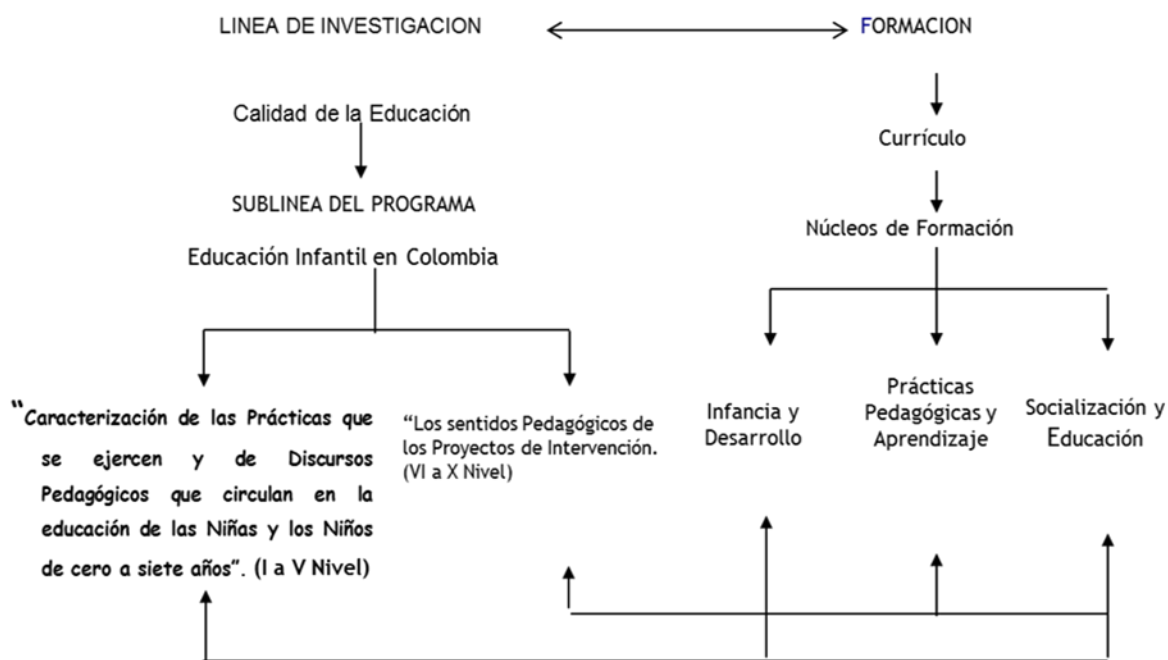 LINEA DE INVESTIGACION
FORMACION
Calidad de la Educación
SUBLINEA DEL PROGRAMA
Educación Infantil en Colombia
Currículo
Núcleos de Formación
“Caracterización de las Prácticas que
se ejercen y de Discursos
Pedagógicos que circulan en la
educación de las Niñas y los Niños
de cero a siete años”. (I a V Nivel)
“Los sentidos Pedagógicos de
los Proyectos de Intervención.
(VI a X Nivel)
Infancia y
Desarrollo
Prácticas
Pedagógicas y
Aprendizaje
Socialización y
Educación